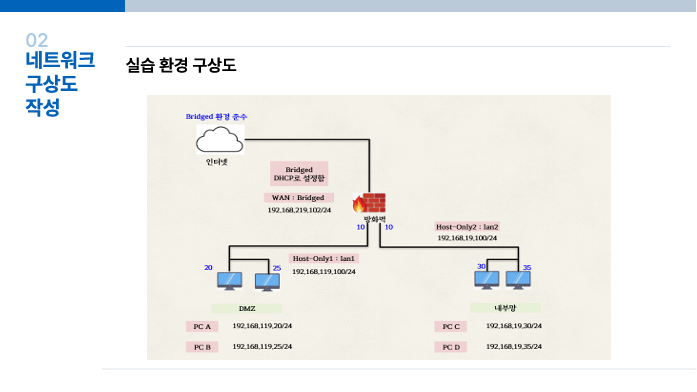 02
네트워크
구상도
작성
실습 환경 구상도
Bridged 환경 준수
인터넷
Bridged
DHCP로 설정함
WAN : Bridged
192,168,219,102/24
방화벽
10
10
Host-Only2 : lan2
192,168,19,100/24
Host-Only1 : lan1
192,168,119,100/24
20
25
30
35
DMZ
내부망
PC A
192,168,119,20/24
PC C
192,168,19,30/24
PC B
192,168,119,25/24
PC D
192,168,19,35/24